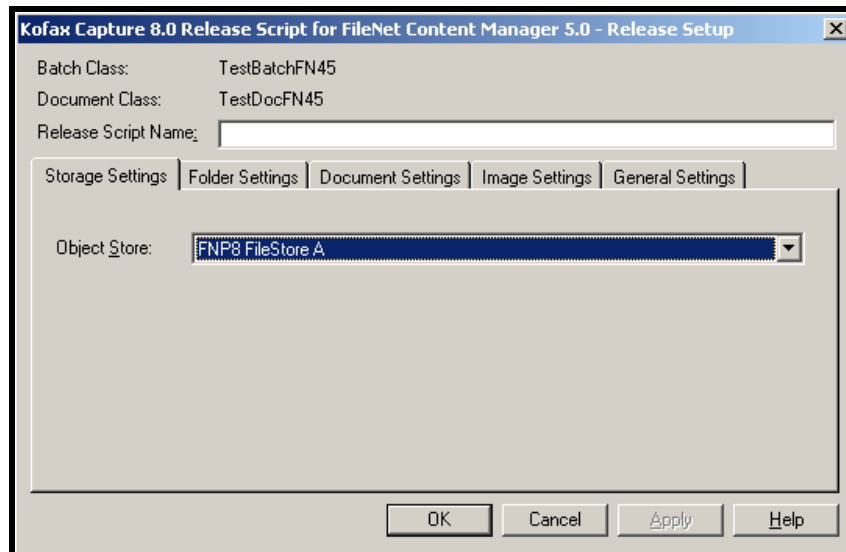 Kofax Capture 8.0 Release Script for FileNet Content Manager 5.0 - Release Setup
Batch Class: TestBatchFN45
Document Class: TestDocFN45
Release Script Name:
Storage Settings Folder Settings Document Settings Image Settings General Settings
Object Store: FNP8 FileStore A
OK Cancel Apply Help